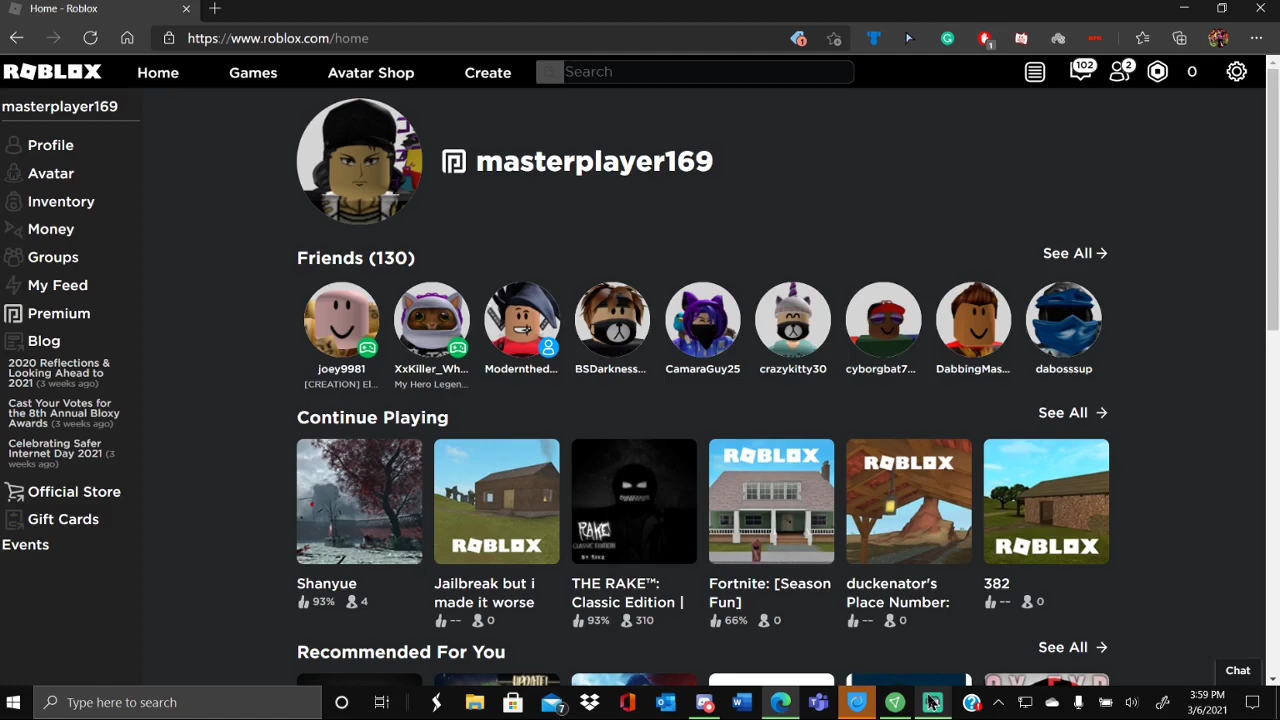 Home - Roblox
https://www.roblox.com/home
1
1
ROBLOX
Home
Games
Avatar Shop
Create
Search
102
2
0
masterplayer169
Profile
Avatar
Inventory
Money
Groups
My Feed
Premium
Blog
2020 Reflections &
Looking Ahead to
2021 (3 weeks ago)
Cast Your Votes for
the 8th Annual Bloxy
Awards (3 weeks ago)
Celebrating Safer
Internet Day 2021 (3
weeks ago)
Official Store
Gift Cards
Events
masterplayer169
Friends (130)
See All
joey9981
[CREATION] El...
XxKiller_Wh...
My Hero Legen...
Modernthed...
BSDarkness...
CamaraGuy25
crazykitty30
cyborgbat7...
DabbingMas...
dabosssup
Continue Playing
See All
Shanyue
93% 4
ROBLOX
Jailbreak but i
made it worse
-- 0
RAKE
CLASSIC EDITION
THE RAKE™:
Classic Edition |
93% 310
ROBLOX
Fortnite: [Season
Fun]
66% 0
ROBLOX
duckenator's
Place Number:
-- 0
ROBLOX
382
-- 0
Recommended For You
See All
UPDATE!
Chat
Type here to search
7
3:59 PM
3/6/2021